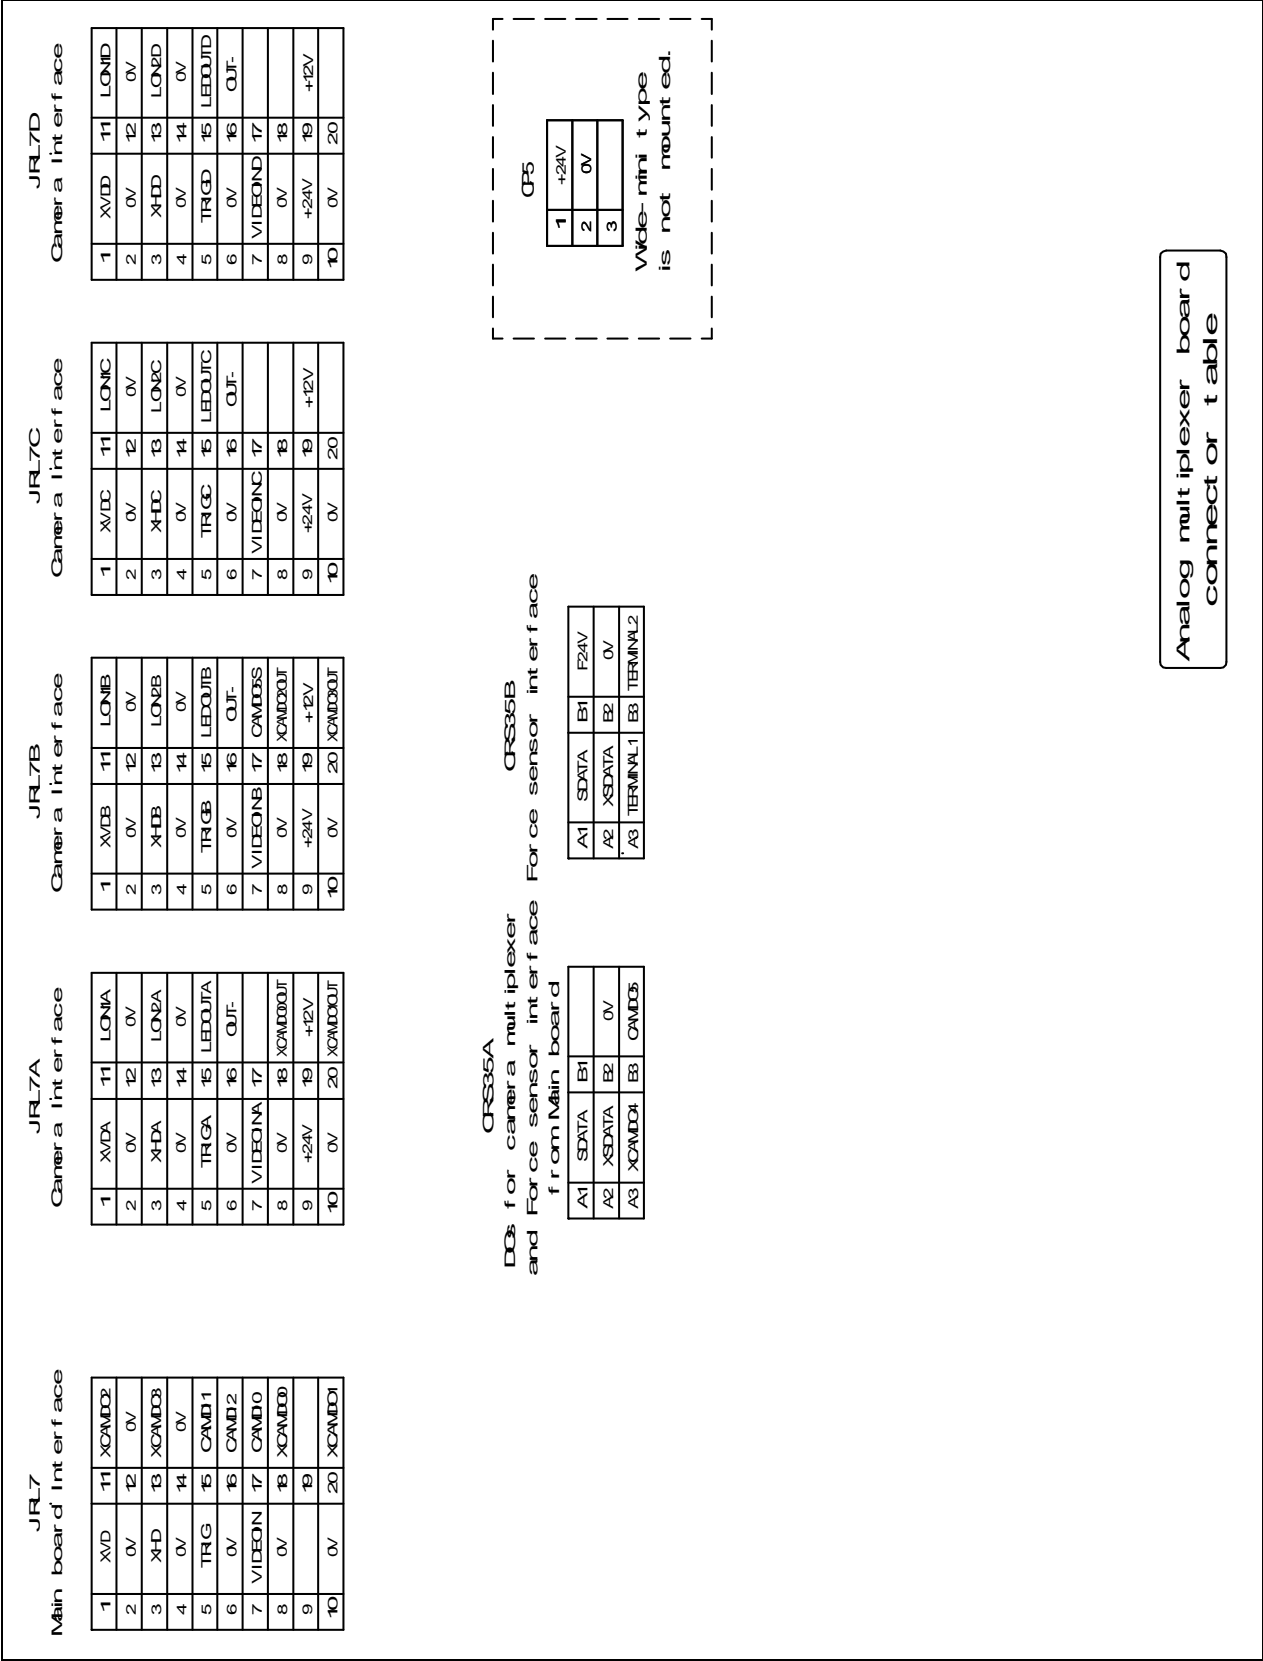 JRL7
Main board Interface
1 XVD 11 XCAMDO2
2 0V 12 0V
3 XHD 13 XCAMDO3
4 0V 14 0V
5 TRIG 15 CAMDI1
6 0V 16 CAMDI2
7 VIDEOIN 17 CAMDI0
8 0V 18 XCAMDO0
9 19
10 0V 20 XCAMDO1
JRL7A
Camera Interface
1 XVDA 11 LON1A
2 0V 12 0V
3 XHDA 13 LON2A
4 0V 14 0V
5 TRIGA 15 LEDOUTA
6 0V 16 OUT-
7 VIDEOINA 17
8 0V 18 XCAMDO0OUT
9 +24V 19 +12V
10 0V 20 XCAMDO1OUT
JRL7B
Camera Interface
1 XVDB 11 LON1B
2 0V 12 0V
3 XHDB 13 LON2B
4 0V 14 0V
5 TRIGB 15 LEDOUTB
6 0V 16 OUT-
7 VIDEOINB 17 CAMDO5S
8 0V 18 XCAMDO2OUT
9 +24V 19 +12V
10 0V 20 XCAMDO3OUT
JRL7C
Camera Interface
1 XVDC 11 LON1C
2 0V 12 0V
3 XHDC 13 LON2C
4 0V 14 0V
5 TRIGC 15 LEDOUTC
6 0V 16 OUT-
7 VIDEOINC 17
8 0V 18
9 +24V 19 +12V
10 0V 20
JRL7D
Camera Interface
1 XVDD 11 LON1D
2 0V 12 0V
3 XHDD 13 LON2D
4 0V 14 0V
5 TRIGD 15 LEDOUTD
6 0V 16 OUT-
7 VIDEOIND 17
8 0V 18
9 +24V 19 +12V
10 0V 20
CRS35A
DOs for camera multiplexer
and Force sensor interface
from Main board
A1 SDATA B1
A2 XSDATA B2 0V
A3 XCAMDO4 B3 CAMDO5
CRS35B
Force sensor interface
A1 SDATA B1 F24V
A2 XSDATA B2 0V
A3 TERMINAL1 B3 TERMINAL2
CP5
1 +24V
2 0V
3
Wide-mini type
is not mounted.
Analog multiplexer board
connector table